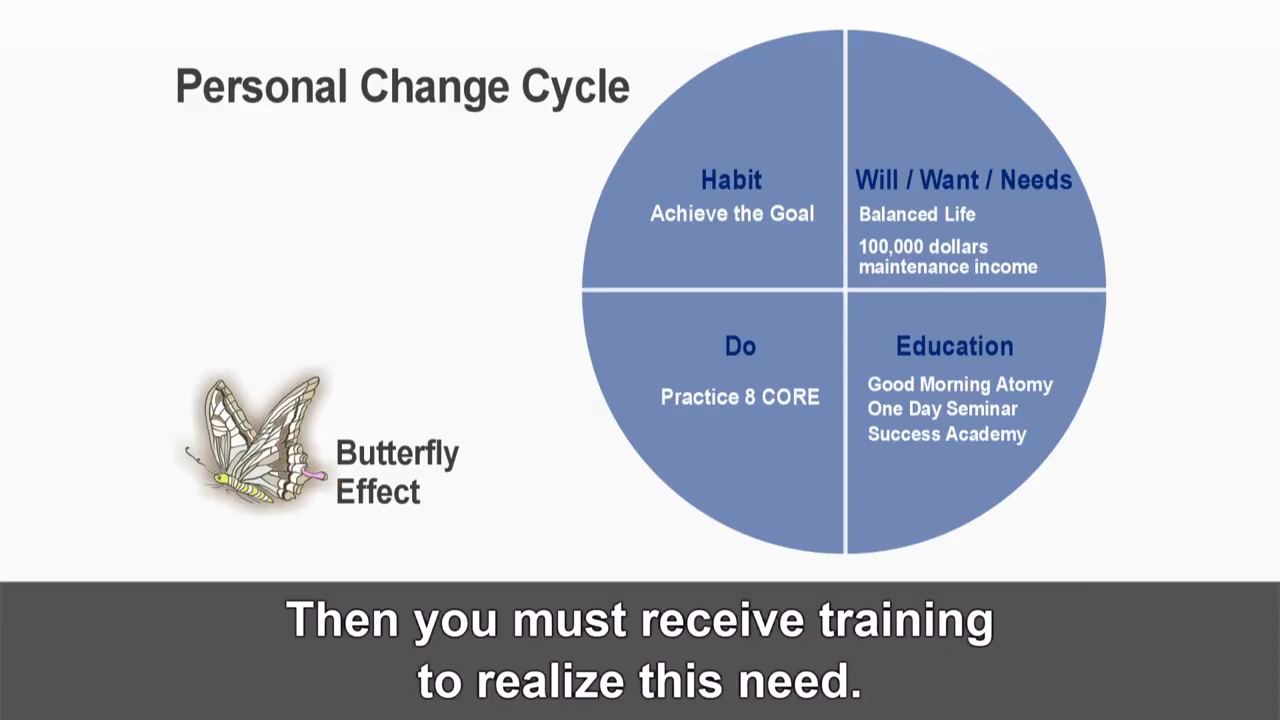 Personal Change Cycle
Habit
Achieve the Goal
Will / Want / Needs
Balanced Life
100,000 dollars
maintenance income
Do
Practice 8 CORE
Education
Good Morning Atomy
One Day Seminar
Success Academy
Butterfly
Effect
Then you must receive training
to realize this need.